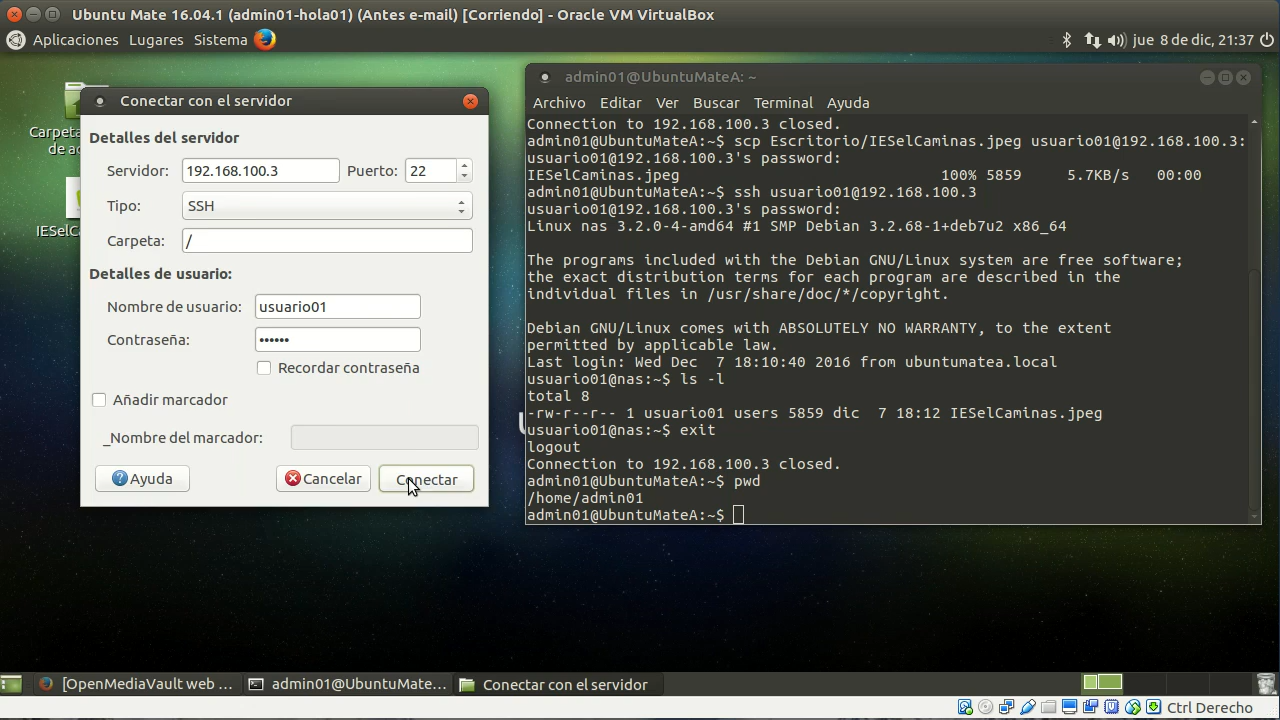 Ubuntu Mate 16.04.1 (admin01-hola01) (Antes e-mail) [Corriendo] - Oracle VM VirtualBox
Aplicaciones Lugares Sistema
jue 8 de dic, 21:37
Carpeta
de a
IESelCa
Conectar con el servidor
Detalles del servidor
Servidor: 192.168.100.3 Puerto: 22
Tipo: SSH
Carpeta: /
Detalles de usuario:
Nombre de usuario: usuario01
Contraseña: ••••••
Recordar contraseña
Añadir marcador
_Nombre del marcador:
Ayuda Cancelar Conectar
admin01@UbuntuMateA: ~
Archivo Editar Ver Buscar Terminal Ayuda
Connection to 192.168.100.3 closed.
admin01@UbuntuMateA:~$ scp Escritorio/IESelCaminas.jpeg usuario01@192.168.100.3:
usuario01@192.168.100.3's password:
IESelCaminas.jpeg 100% 5859 5.7KB/s 00:00
admin01@UbuntuMateA:~$ ssh usuario01@192.168.100.3
usuario01@192.168.100.3's password:
Linux nas 3.2.0-4-amd64 #1 SMP Debian 3.2.68-1+deb7u2 x86_64
The programs included with the Debian GNU/Linux system are free software;
the exact distribution terms for each program are described in the
individual files in /usr/share/doc/*/copyright.
Debian GNU/Linux comes with ABSOLUTELY NO WARRANTY, to the extent
permitted by applicable law.
Last login: Wed Dec  7 18:10:40 2016 from ubuntumatea.local
usuario01@nas:~$ ls -l
total 8
-rw-r--r-- 1 usuario01 users 5859 dic  7 18:12 IESelCaminas.jpeg
usuario01@nas:~$ exit
logout
Connection to 192.168.100.3 closed.
admin01@UbuntuMateA:~$ pwd
/home/admin01
admin01@UbuntuMateA:~$
[OpenMediaVault web ...
admin01@UbuntuMate...
Conectar con el servidor
Ctrl Derecho